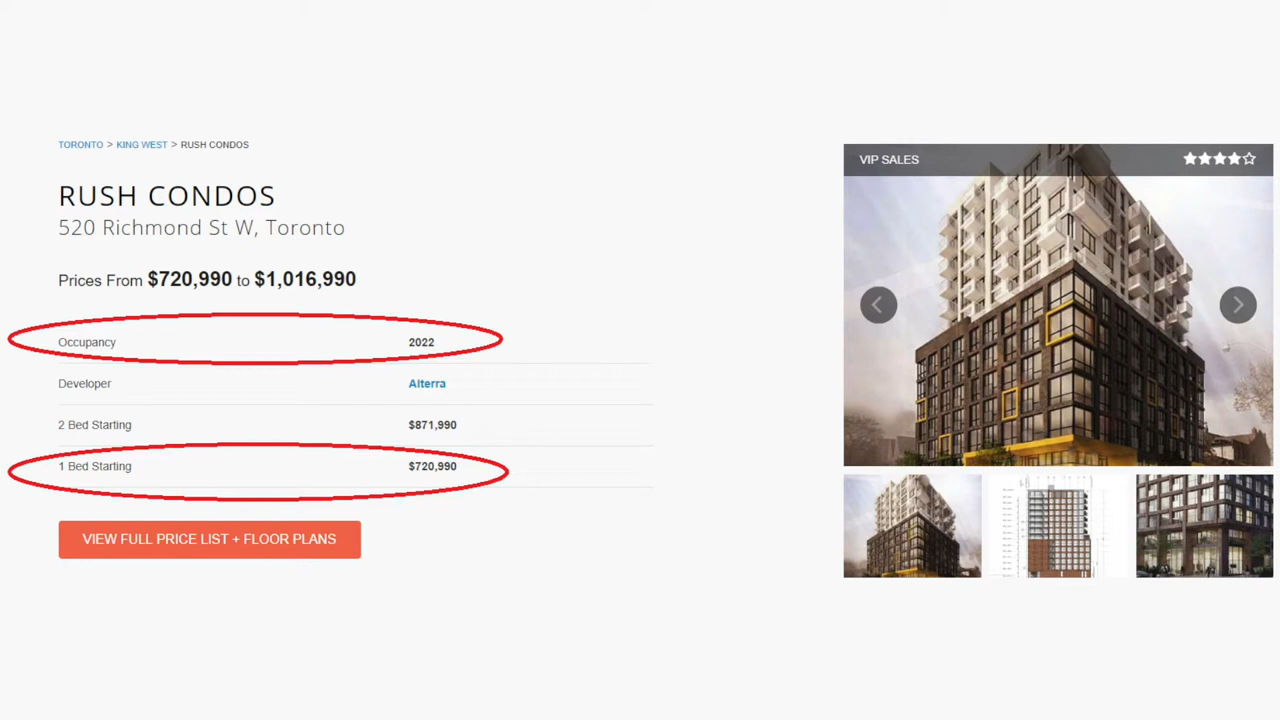 TORONTO > KING WEST > RUSH CONDOS
RUSH CONDOS
520 Richmond St W, Toronto
Prices From $720,990 to $1,016,990
Occupancy 2022
Developer Alterra
2 Bed Starting $871,990
1 Bed Starting $720,990
VIEW FULL PRICE LIST + FLOOR PLANS
VIP SALES